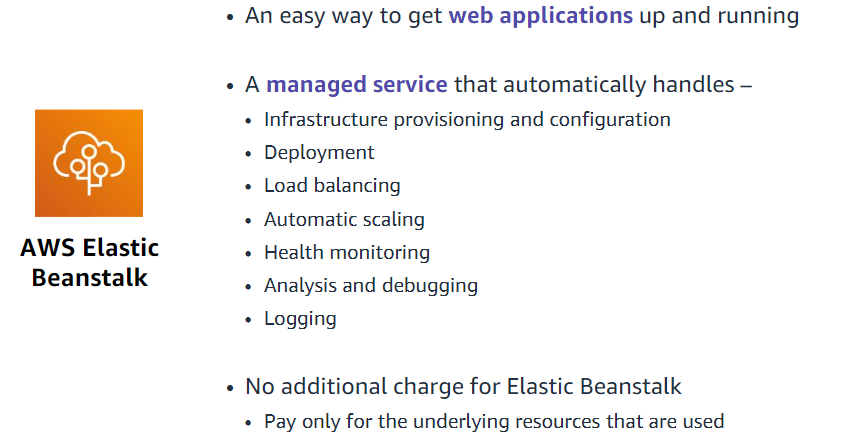 • An easy way to get web applications up and running
• A managed service that automatically handles –
• Infrastructure provisioning and configuration
• Deployment
• Load balancing
• Automatic scaling
• Health monitoring
• Analysis and debugging
• Logging
• No additional charge for Elastic Beanstalk
• Pay only for the underlying resources that are used
AWS Elastic
Beanstalk